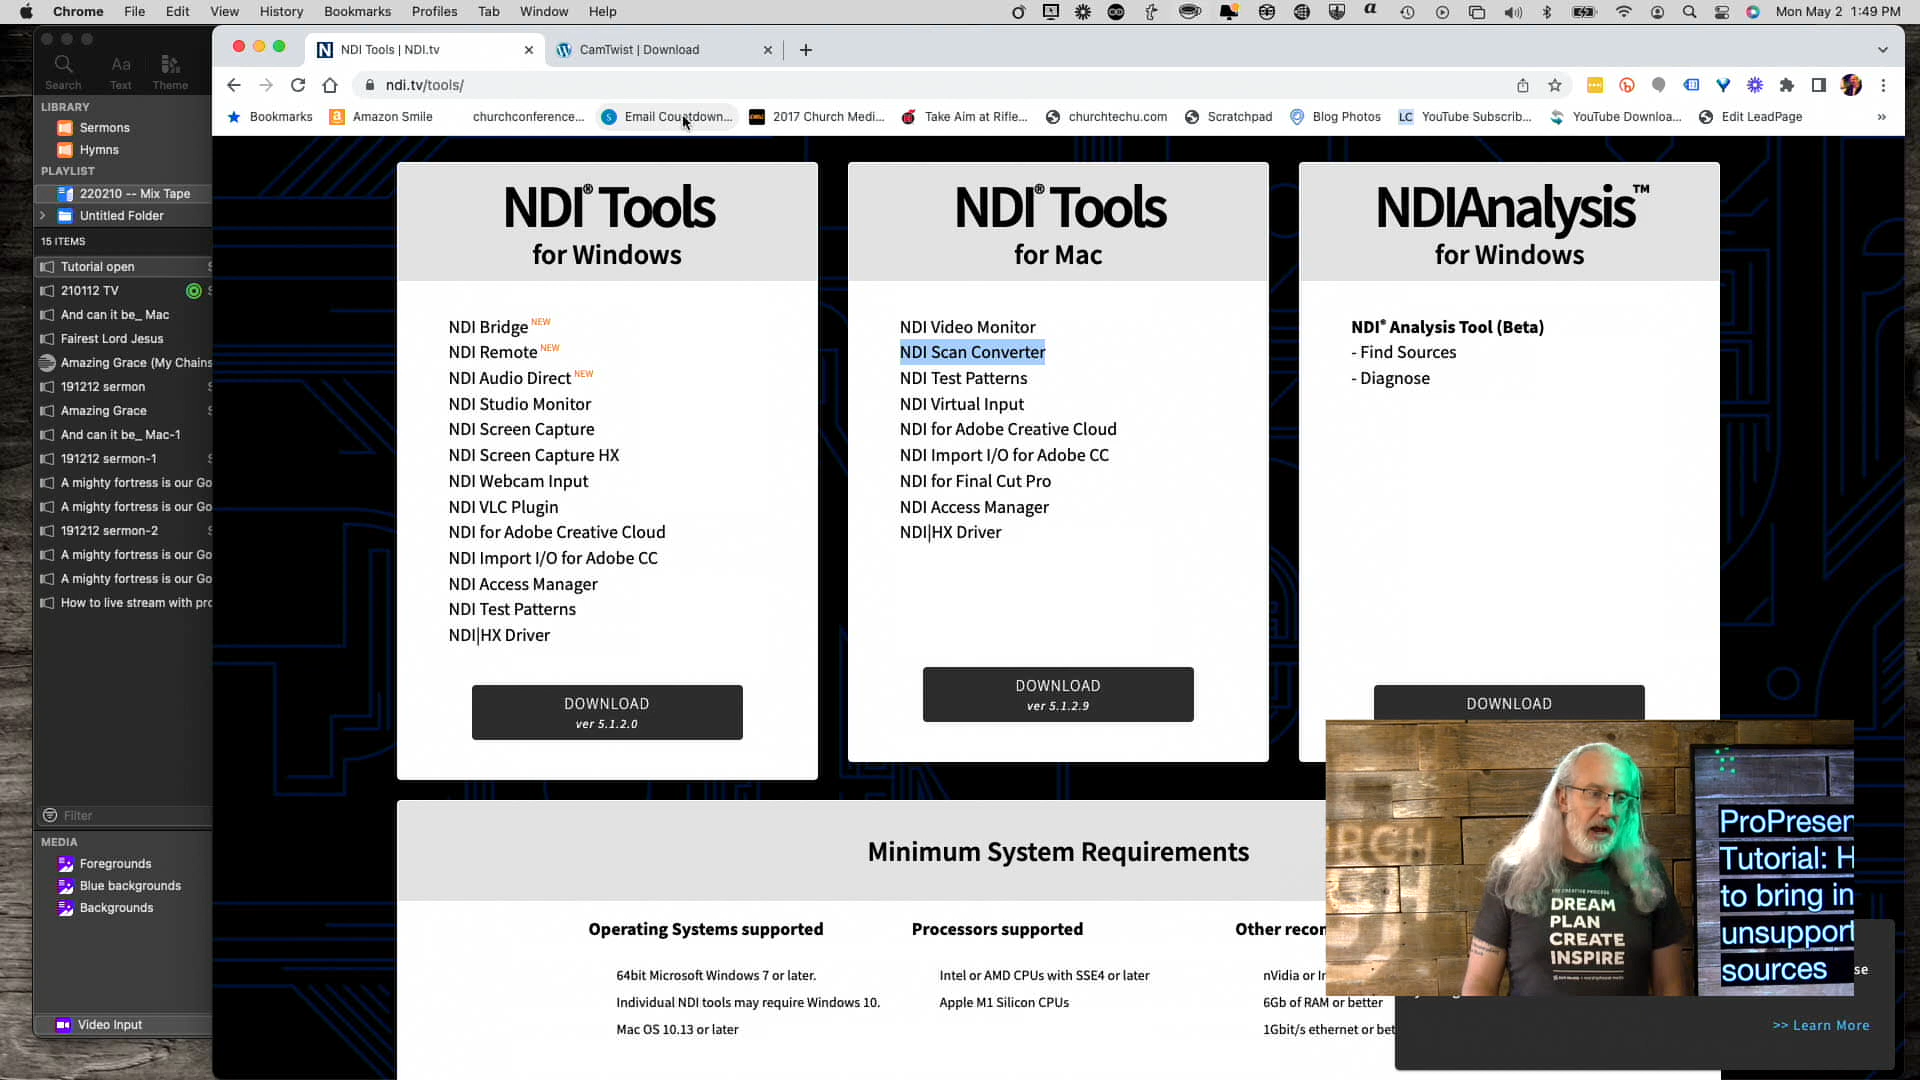 Chrome File Edit View History Bookmarks Profiles Tab Window Help
Mon May 2 1:49 PM
NDI Tools | NDI.tv
CamTwist | Download
ndi.tv/tools/
Bookmarks
Amazon Smile
churchconference...
Email Countdown...
2017 Church Medi...
Take Aim at Rifle...
churchtechu.com
Scratchpad
Blog Photos
LC YouTube Subscrib...
YouTube Downloa...
Edit LeadPage
»
Search
Aa
Text
Theme
LIBRARY
Sermons
Hymns
PLAYLIST
220210 -- Mix Tape
Untitled Folder
15 ITEMS
Tutorial open
210112 TV
And can it be_ Mac
Fairest Lord Jesus
Amazing Grace (My Chains
191212 sermon
Amazing Grace
And can it be_ Mac-1
191212 sermon-1
A mighty fortress is our Go
A mighty fortress is our Go
191212 sermon-2
A mighty fortress is our Go
A mighty fortress is our Go
How to live stream with pro
Filter
MEDIA
Foregrounds
Blue backgrounds
Backgrounds
Video Input
NDI® Tools
for Windows
NDI Bridge NEW
NDI Remote NEW
NDI Audio Direct NEW
NDI Studio Monitor
NDI Screen Capture
NDI Screen Capture HX
NDI Webcam Input
NDI VLC Plugin
NDI for Adobe Creative Cloud
NDI Import I/O for Adobe CC
NDI Access Manager
NDI Test Patterns
NDI|HX Driver
DOWNLOAD
ver 5.1.2.0
NDI® Tools
for Mac
NDI Video Monitor
NDI Scan Converter
NDI Test Patterns
NDI Virtual Input
NDI for Adobe Creative Cloud
NDI Import I/O for Adobe CC
NDI for Final Cut Pro
NDI Access Manager
NDI|HX Driver
DOWNLOAD
ver 5.1.2.9
NDIAnalysis™
for Windows
NDI® Analysis Tool (Beta)
- Find Sources
- Diagnose
DOWNLOAD
Minimum System Requirements
Operating Systems supported
64bit Microsoft Windows 7 or later.
Individual NDI tools may require Windows 10.
Mac OS 10.13 or later
Processors supported
Intel or AMD CPUs with SSE4 or later
Apple M1 Silicon CPUs
Other recom
nVidia or In
6Gb of RAM or better
1Gbit/s ethernet or bet
DREAM
PLAN
CREATE
INSPIRE
ProPresen
Tutorial: H
to bring in
unsupport
sources
se
>> Learn More